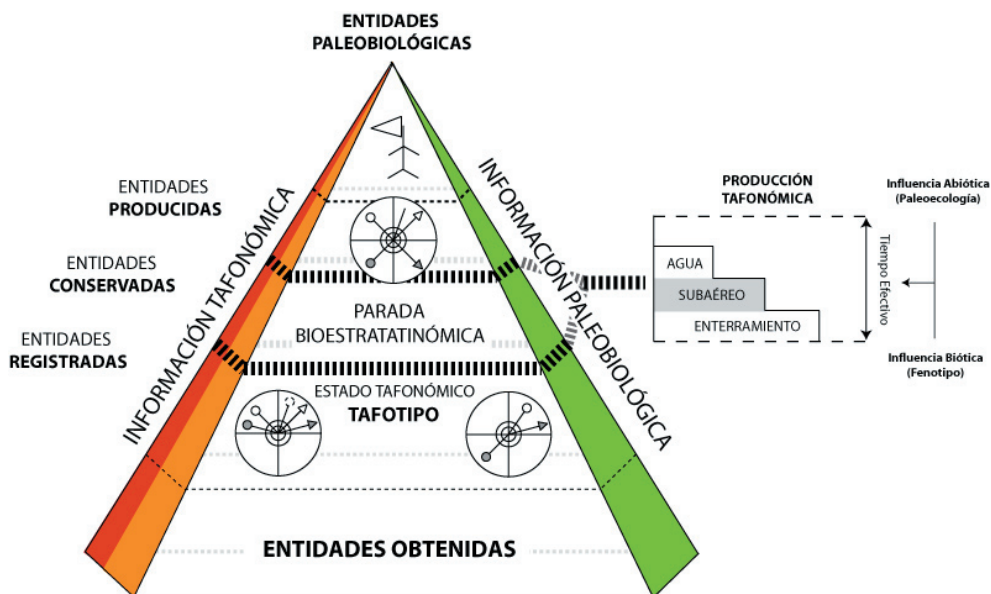 ENTIDADES
PALEOBIOLÓGICAS
INFORMACIÓN TAFONÓMICA
INFORMACIÓN PALEOBIOLÓGICA
ENTIDADES
PRODUCIDAS
ENTIDADES
CONSERVADAS
ENTIDADES
REGISTRADAS
PARADA
BIOESTRATATINÓMICA
ESTADO TAFONÓMICO
TAFOTIPO
ENTIDADES OBTENIDAS
PRODUCCIÓN
TAFONÓMICA
AGUA
SUBAÉREO
ENTERRAMIENTO
Tiempo Efectivo
Influencia Abiótica
(Paleoecología)
Influencia Biótica
(Fenotipo)